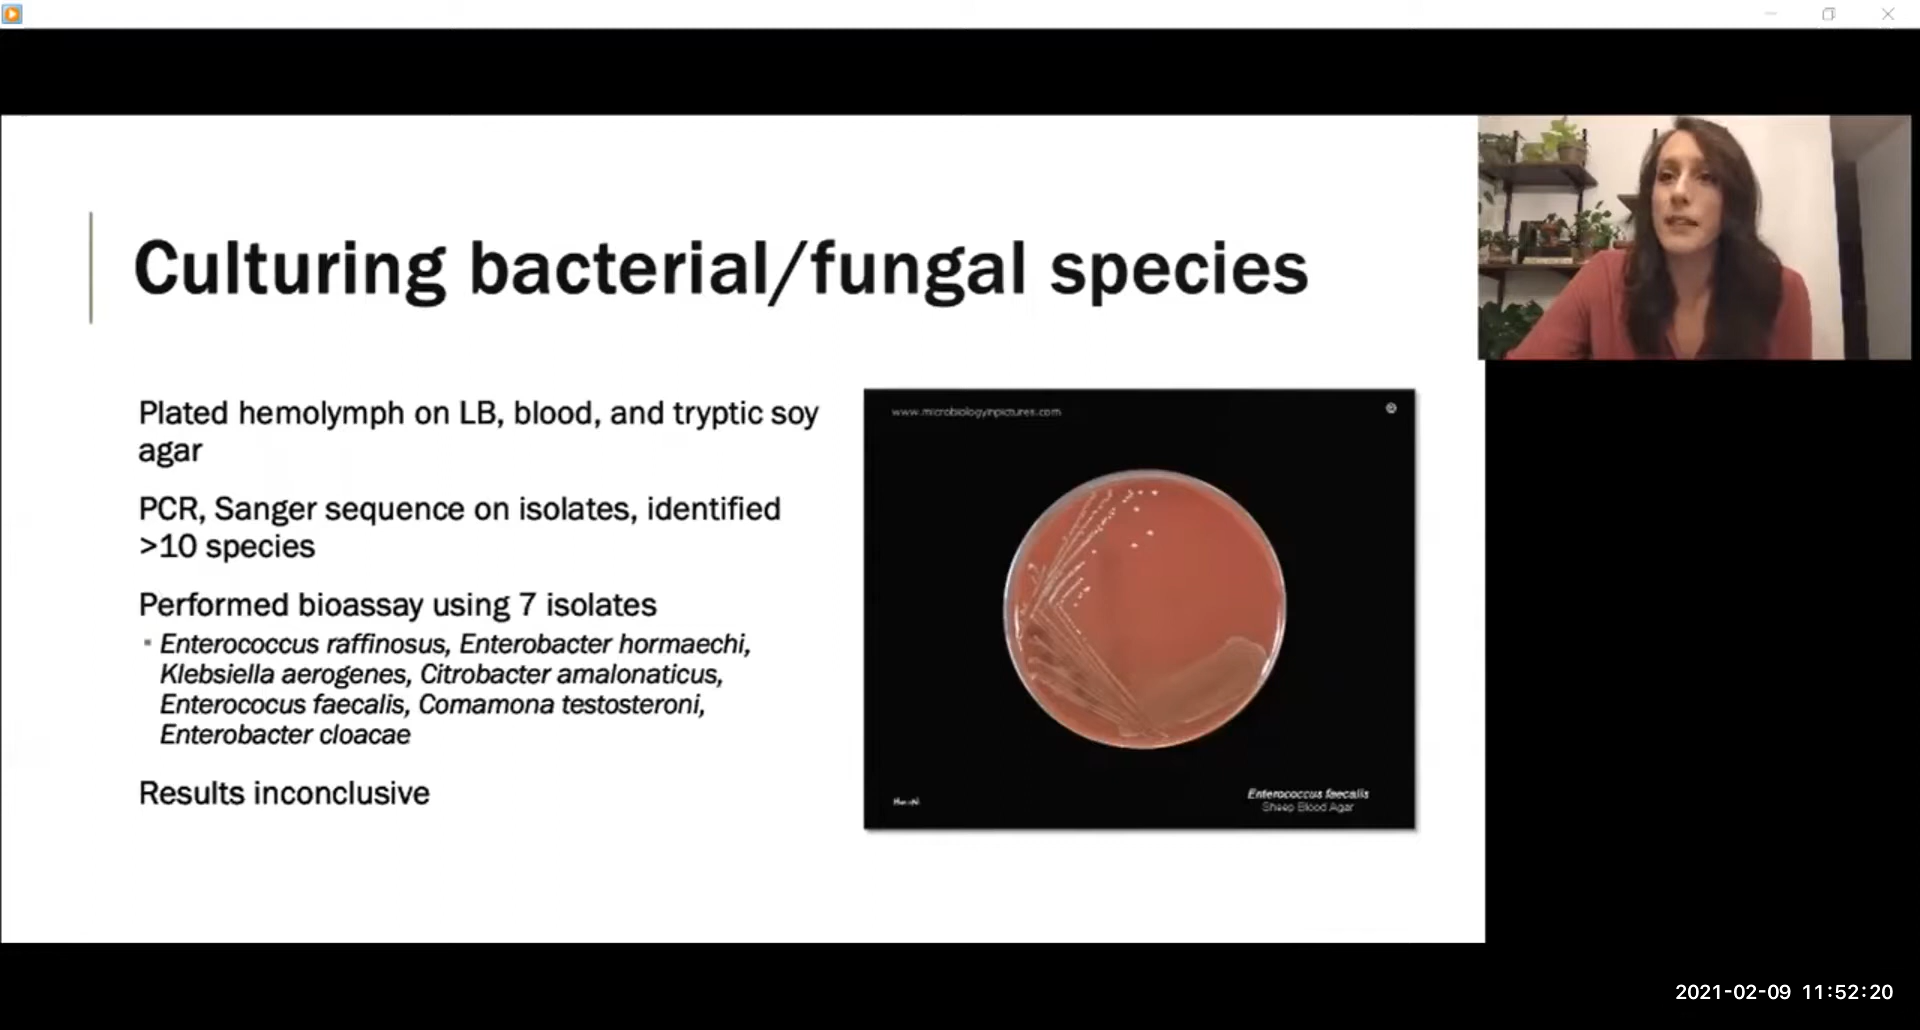 Culturing bacterial/fungal species
Plated hemolymph on LB, blood, and tryptic soy
agar
PCR, Sanger sequence on isolates, identified
>10 species
Performed bioassay using 7 isolates
▪ Enterococcus raffinosus, Enterobacter hormaechi,
Klebsiella aerogenes, Citrobacter amalonaticus,
Enterococus faecalis, Comamona testosteroni,
Enterobacter cloacae
Results inconclusive
www.microbiologyinpictures.com
Enterococcus faecalis
Sheep Blood Agar
2021-02-09 11:52:20